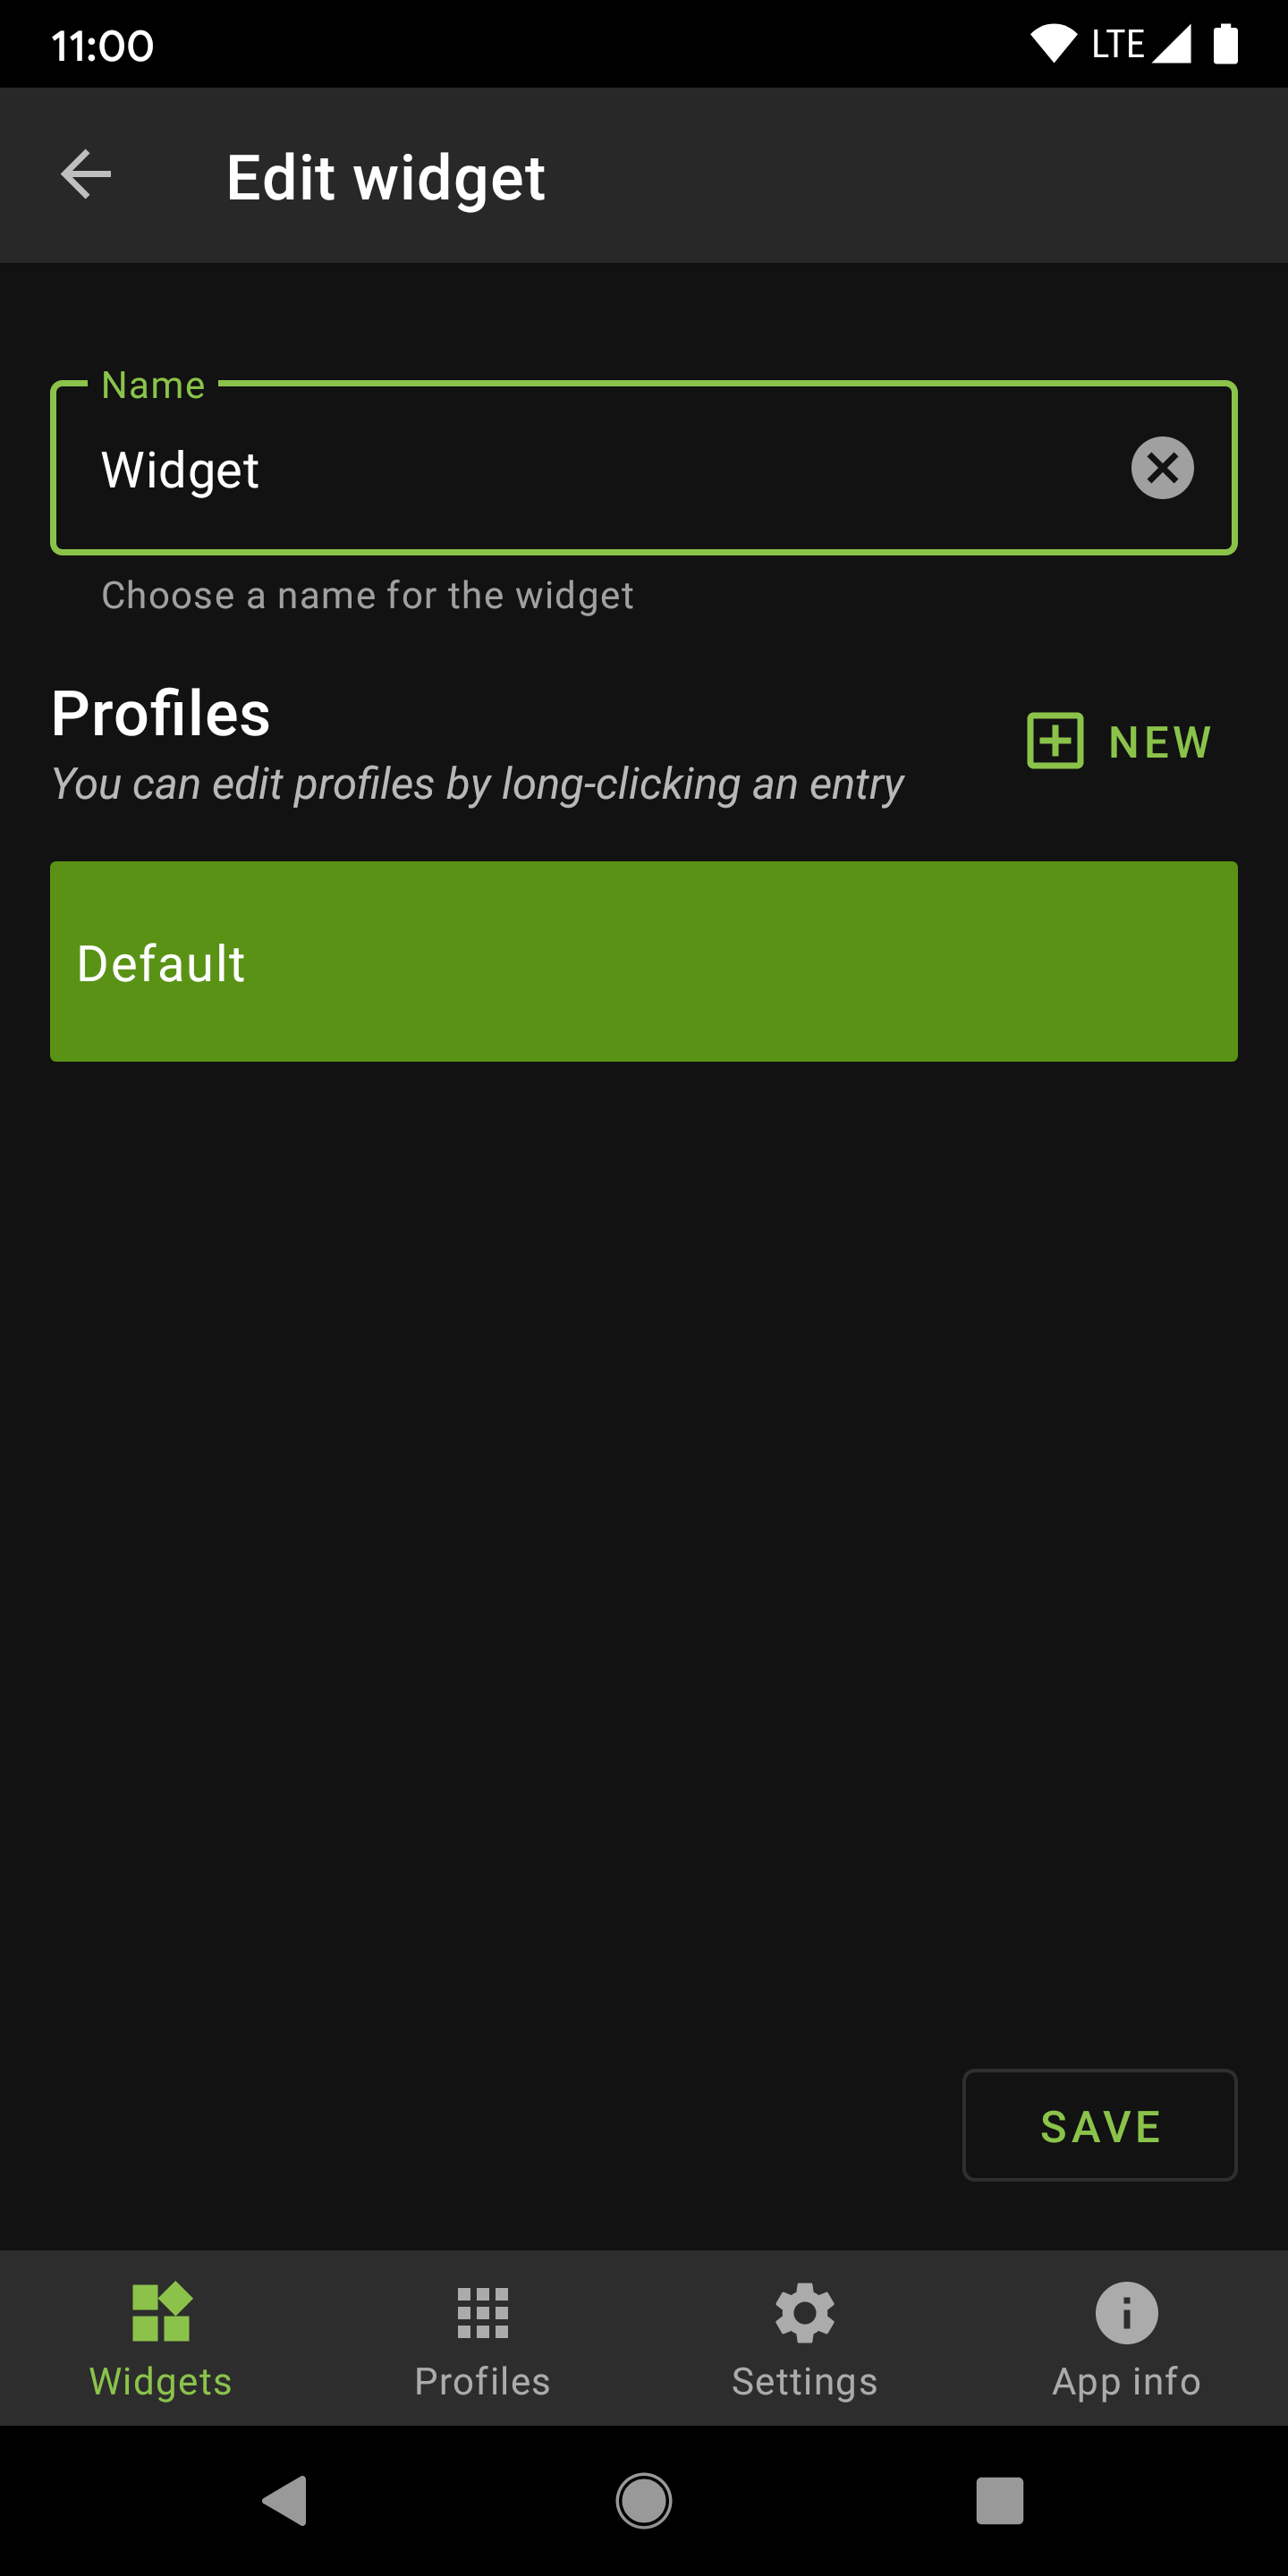 11:00
LTE
Edit widget
Name
Widget
Choose a name for the widget
Profiles
NEW
You can edit profiles by long-clicking an entry
Default
SAVE
Widgets
Profiles
Settings
App info